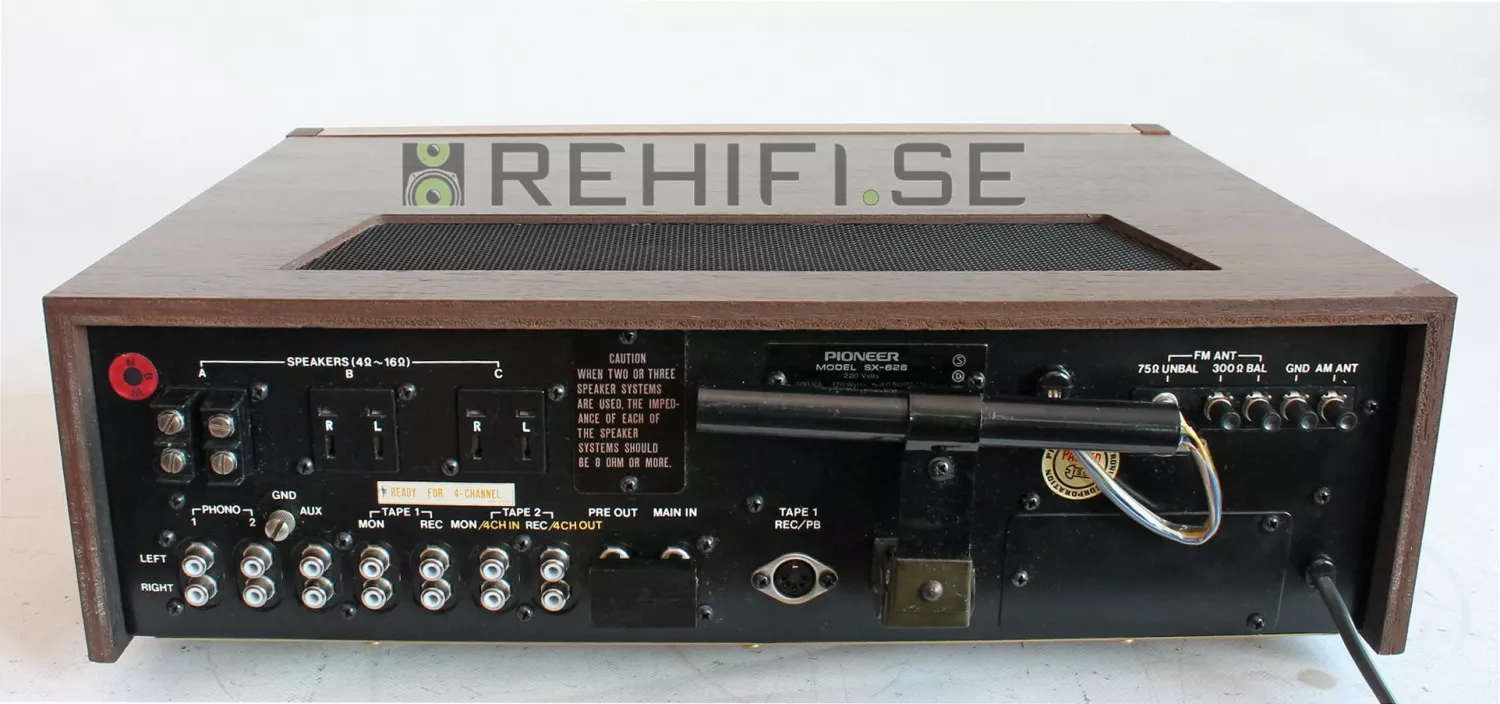 REHIFI.SE
SPEAKERS (4Ω~16Ω)
A B C
R L R L
CAUTION
WHEN TWO OR THREE
SPEAKER SYSTEMS
ARE USED, THE IMPED-
ANCE OF EACH OF
THE SPEAKER
SYSTEMS SHOULD
BE 8 OHM OR MORE.
PIONEER
MODEL SX-626
220 Volts
FM ANT
75Ω UNBAL 300Ω BAL GND AM ANT
READY FOR 4-CHANNEL
PHONO GND AUX TAPE 1 TAPE 2 PRE OUT MAIN IN
1 2 MON REC MON/4CH IN REC/4CH OUT
TAPE 1
REC/PB
LEFT
RIGHT
PASSED
CORPORATION